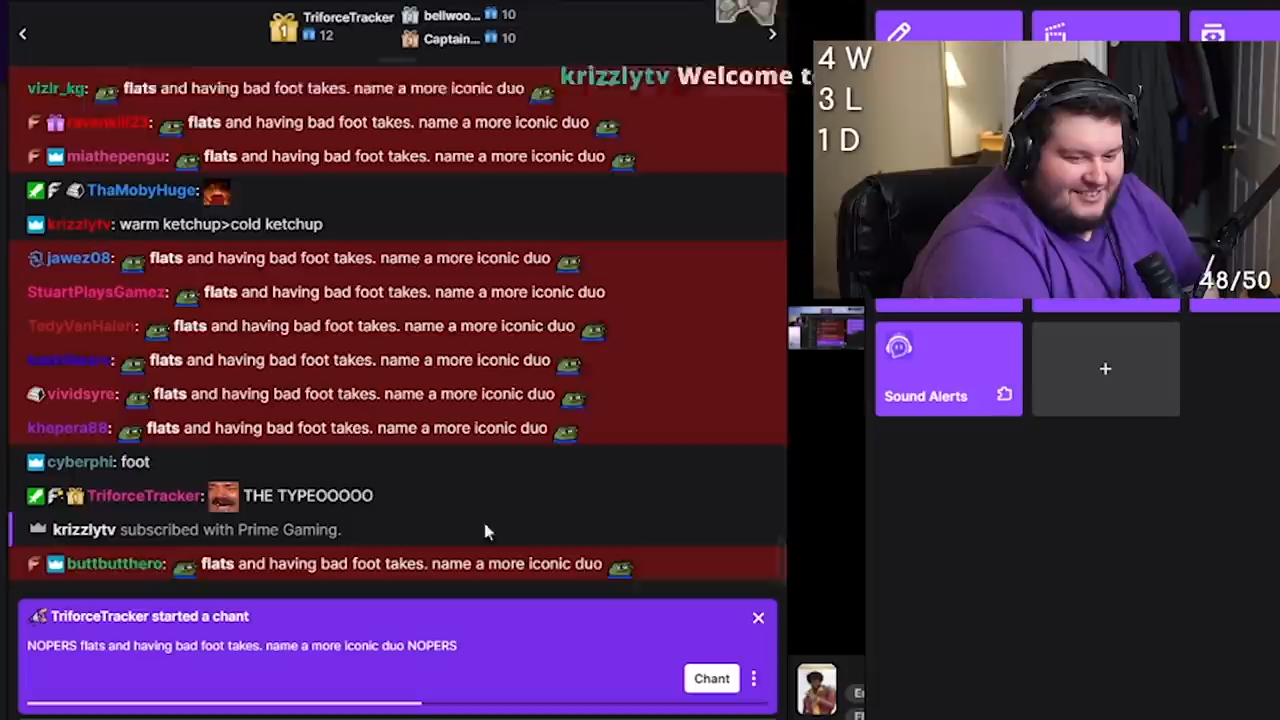 TriforceTracker
12
bellwoo...
10
Captain...
10
1
krizzlytv Welcome t
vizir_kg: flats and having bad foot takes. name a more iconic duo
ravenkill23: flats and having bad foot takes. name a more iconic duo
miathepengu: flats and having bad foot takes. name a more iconic duo
ThaMobyHuge:
krizzlytv: warm ketchup>cold ketchup
jawez08: flats and having bad foot takes. name a more iconic duo
StuartPlaysGamez: flats and having bad foot takes. name a more iconic duo
TedyVanHalen: flats and having bad foot takes. name a more iconic duo
flats and having bad foot takes. name a more iconic duo
vividsyre: flats and having bad foot takes. name a more iconic duo
khepera88: flats and having bad foot takes. name a more iconic duo
cyberphi: foot
TriforceTracker: THE TYPEOOOOO
krizzlytv subscribed with Prime Gaming.
buttbutthero: flats and having bad foot takes. name a more iconic duo
TriforceTracker started a chant
NOPERS flats and having bad foot takes. name a more iconic duo NOPERS
Chant
4 W
3 L
1 D
48/50
Sound Alerts
+